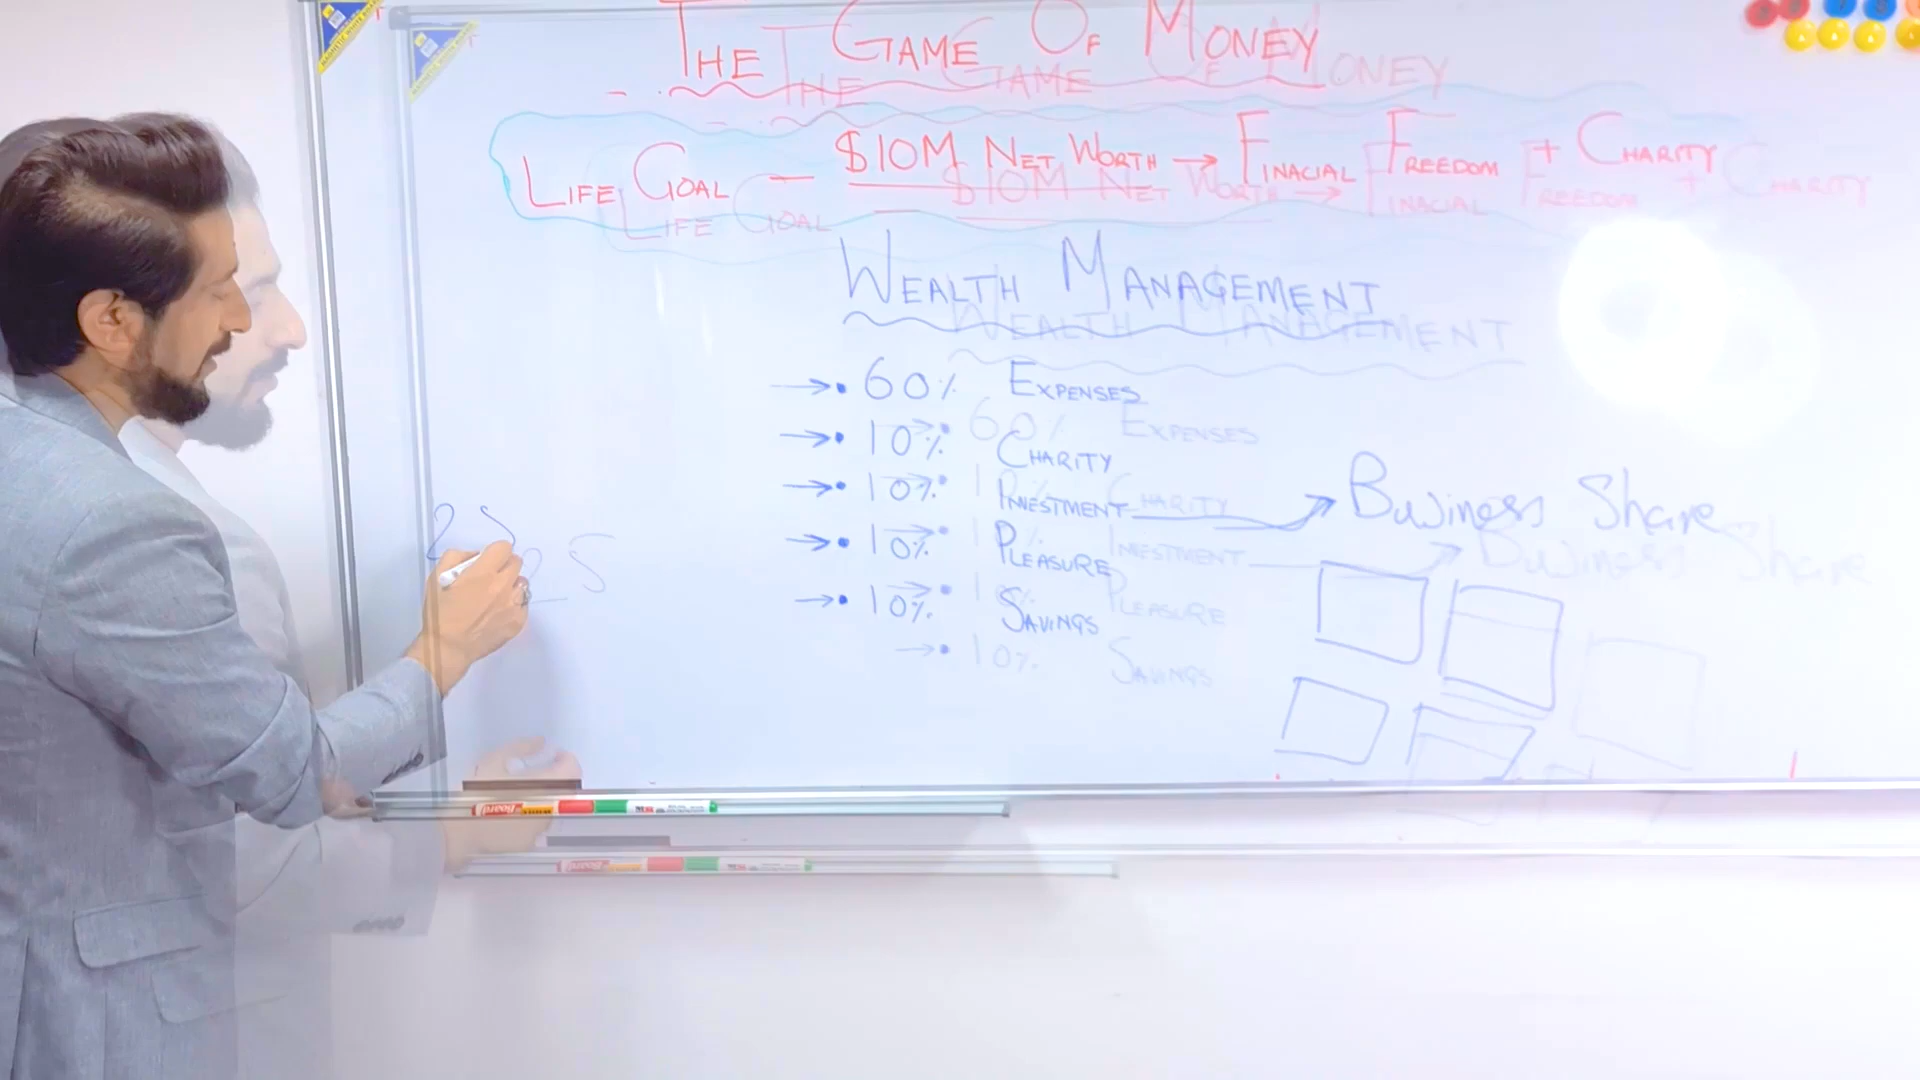 THE GAME OF MONEY
LIFE GOAL — $10M NET WORTH → FINACIAL FREEDOM + CHARITY
WEALTH MANAGEMENT
→• 60% EXPENSES
→• 10% CHARITY
→• 10% INVESTMENT → Business Share
→• 10% PLEASURE
→• 10% SAVINGS
25